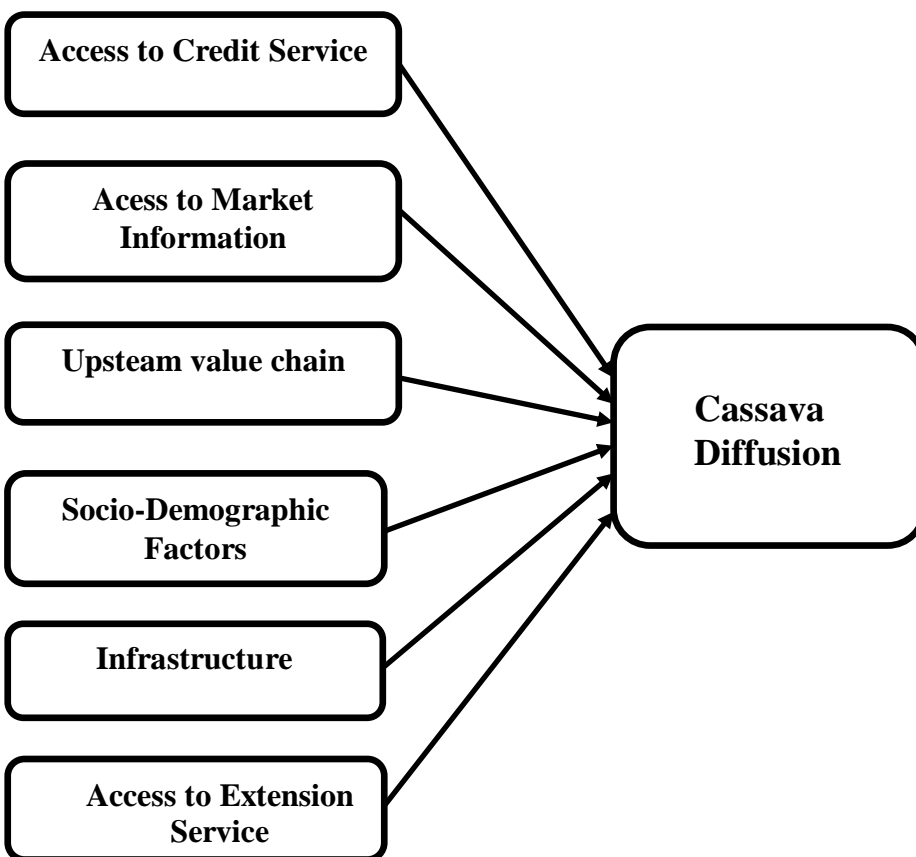 Access to Credit Service
Acess to Market
Information
Upsteam value chain
Socio-Demographic
Factors
Infrastructure
Access to Extension
Service
Cassava
Diffusion